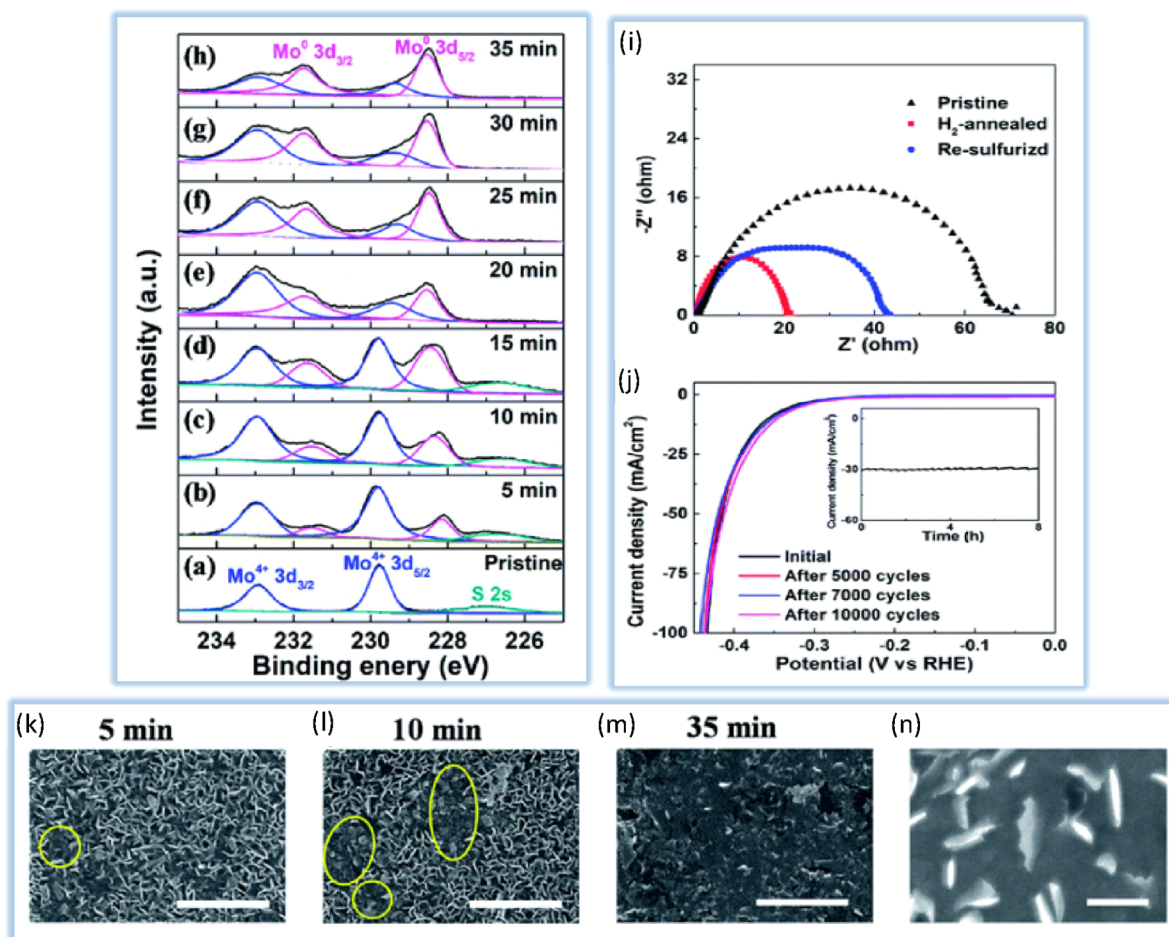 (h) Mo⁰ 3d₃/₂ Mo⁰ 3d₅/₂ 35 min
(g) 30 min
(f) 25 min
(e) 20 min
(d) 15 min
(c) 10 min
(b) 5 min
(a) Pristine
Mo⁴⁺ 3d₃/₂ Mo⁴⁺ 3d₅/₂
S 2s
Intensity (a.u.)
234 232 230 228 226
Binding enery (eV)
(i)
32
24
16
8
0
-Z" (ohm)
Pristine
H₂-annealed
Re-sulfurizd
0 20 40 60 80
Z' (ohm)
(j)
0
-25
-50
-75
-100
Current density (mA/cm²)
0
-30
-60
Current density (mA/cm²)
0 4 8
Time (h)
Initial
After 5000 cycles
After 7000 cycles
After 10000 cycles
-0.4 -0.3 -0.2 -0.1 0.0
Potential (V vs RHE)
(k) 5 min
(l) 10 min
(m) 35 min
(n)